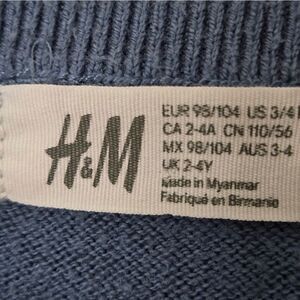 H&M
EUR 98/104 US 3/4
CA 2-4A CN 110/56
MX 98/104 AUS 3-4
UK 2-4Y
Made in Myanmar
Fabriqué en Birmanie